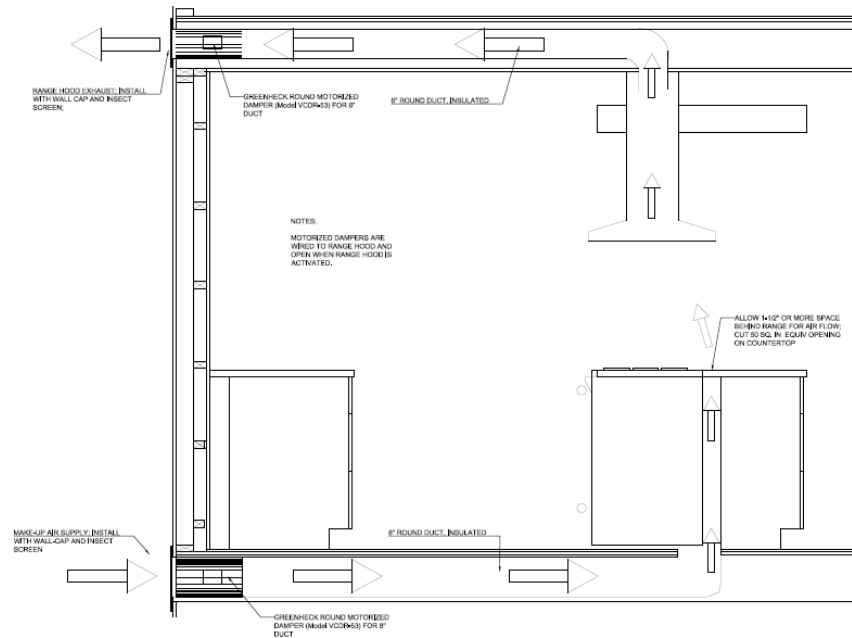 RANGE HOOD EXHAUST; INSTALL
WITH WALL CAP AND INSECT
SCREEN;
GREENHECK ROUND MOTORIZED
DAMPER (Model VCDR-53) FOR 6"
DUCT
6" ROUND DUCT, INSULATED
NOTES:
MOTORIZED DAMPERS ARE
WIRED TO RANGE HOOD AND
OPEN WHEN RANGE HOOD IS
ACTIVATED.
ALLOW 1-1/2" OR MORE SPACE
BEHIND RANGE FOR AIR FLOW;
CUT 50 SQ. IN EQUIV OPENING
ON COUNTERTOP
MAKE-UP AIR SUPPLY; INSTALL
WITH WALL-CAP AND INSECT
SCREEN
8" ROUND DUCT, INSULATED
GREENHECK ROUND MOTORIZED
DAMPER (Model VCDR-53) FOR 8"
DUCT